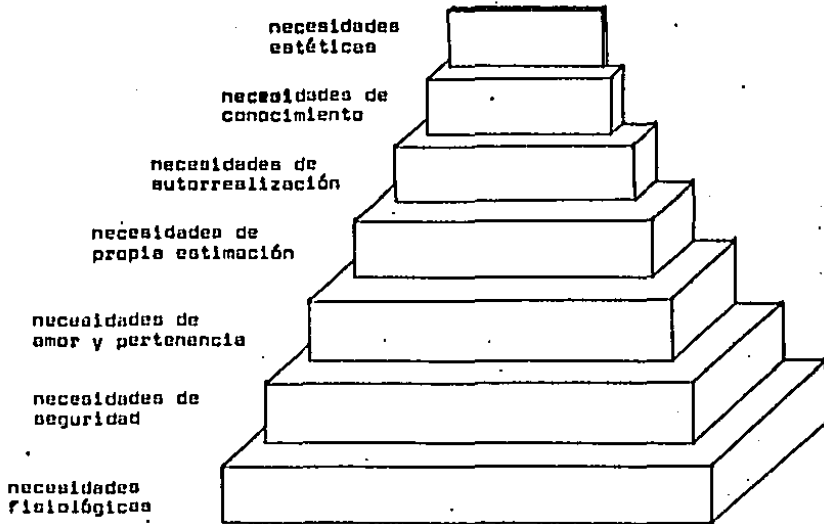 necesidades
estéticas
necesidades de
conocimiento
necesidades de
autorrealización
necesidades de
propia estimación
necesidades de
amor y pertenencia
necesidades de
seguridad
necesidades
fisiológicas